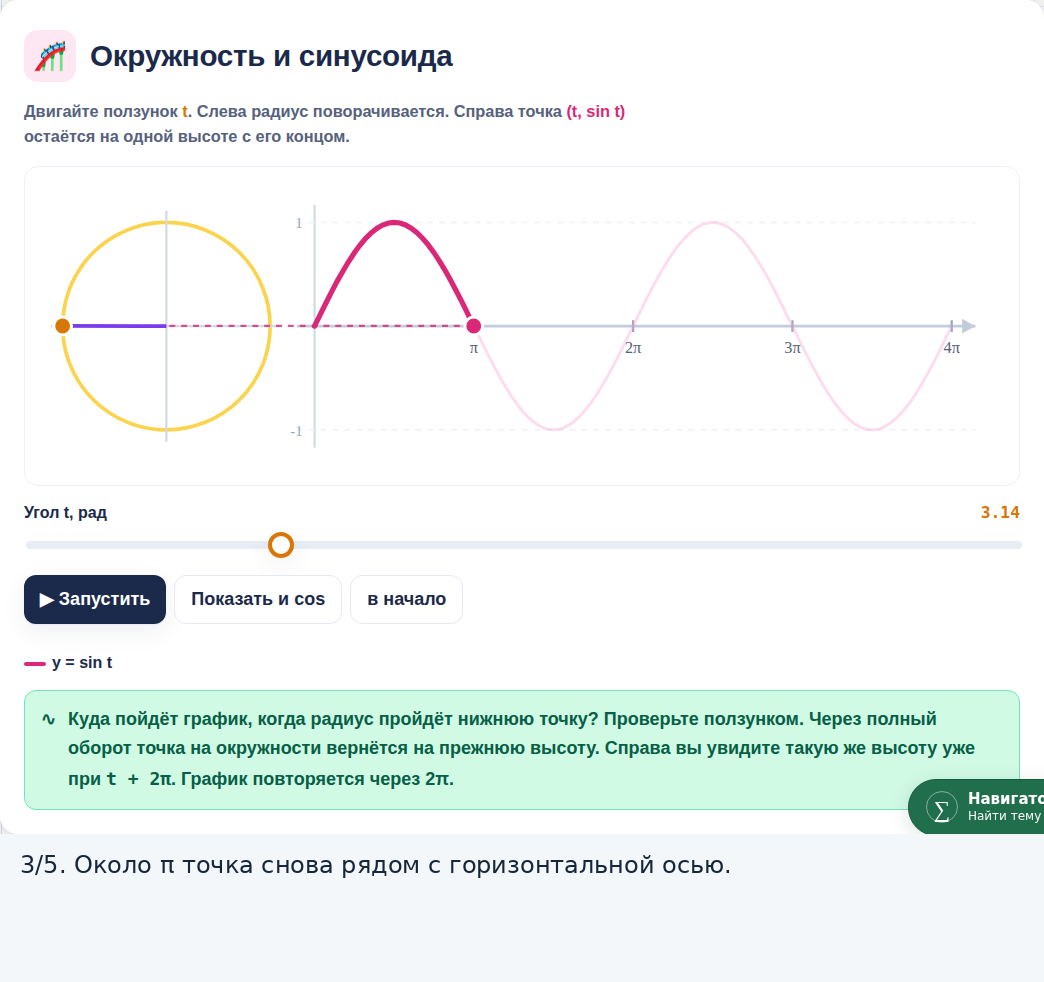 Окружность и синусоида
Двигайте ползунок t. Слева радиус поворачивается. Справа точка (t, sin t)
остаётся на одной высоте с его концом.
1
-1
π
2π
3π
4π
Угол t, рад
3.14
▶ Запустить
Показать и cos
в начало
y = sin t
∿ Куда пойдёт график, когда радиус пройдёт нижнюю точку? Проверьте ползунком. Через полный
оборот точка на окружности вернётся на прежнюю высоту. Справа вы увидите такую же высоту уже
при t + 2π. График повторяется через 2π.
∑
Навигато
Найти тему
3/5. Около π точка снова рядом с горизонтальной осью.